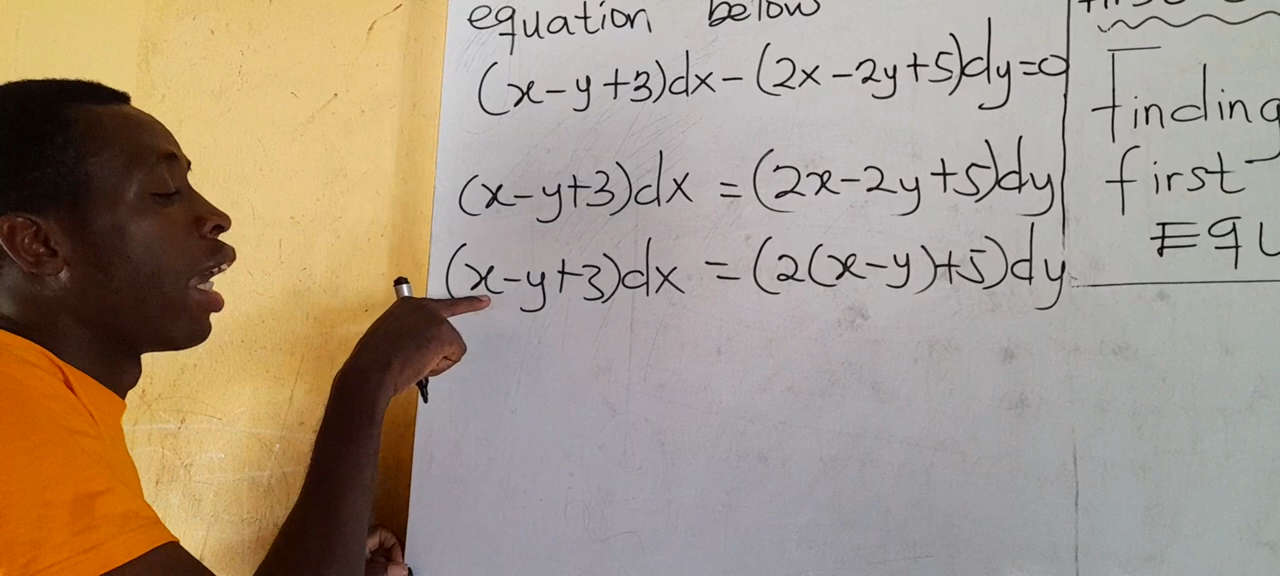 equation below
(x-y+3)dx-(2x-2y+5)dy=0
(x-y+3)dx=(2x-2y+5)dy
(x-y+3)dx=(2(x-y)+5)dy
Finding
first